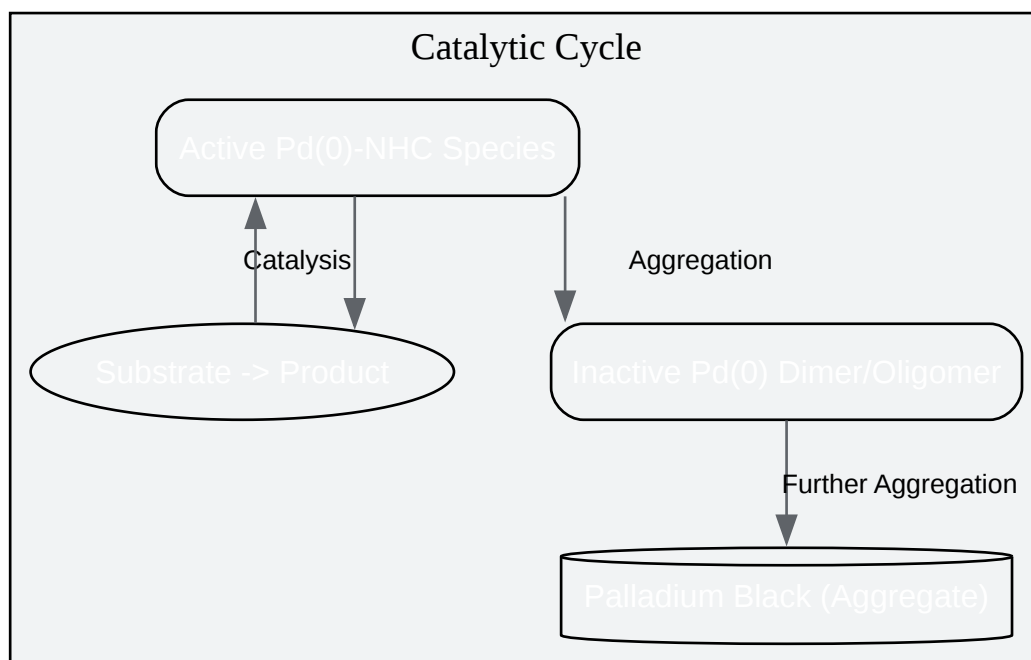 Catalytic Cycle
Active Pd(0)-NHC Species
Catalysis
Aggregation
Substrate -> Product
Inactive Pd(0) Dimer/Oligomer
Further Aggregation
Palladium Black (Aggregate)